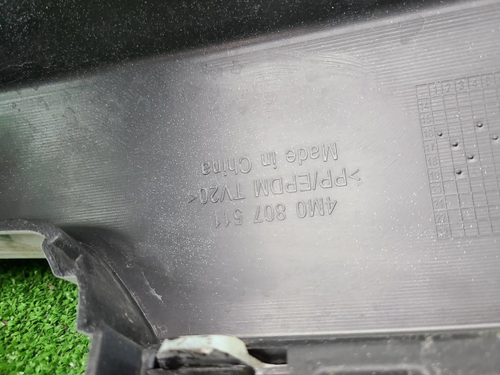 4M0 807 511
>PP/EPDM TV20<
Made in China